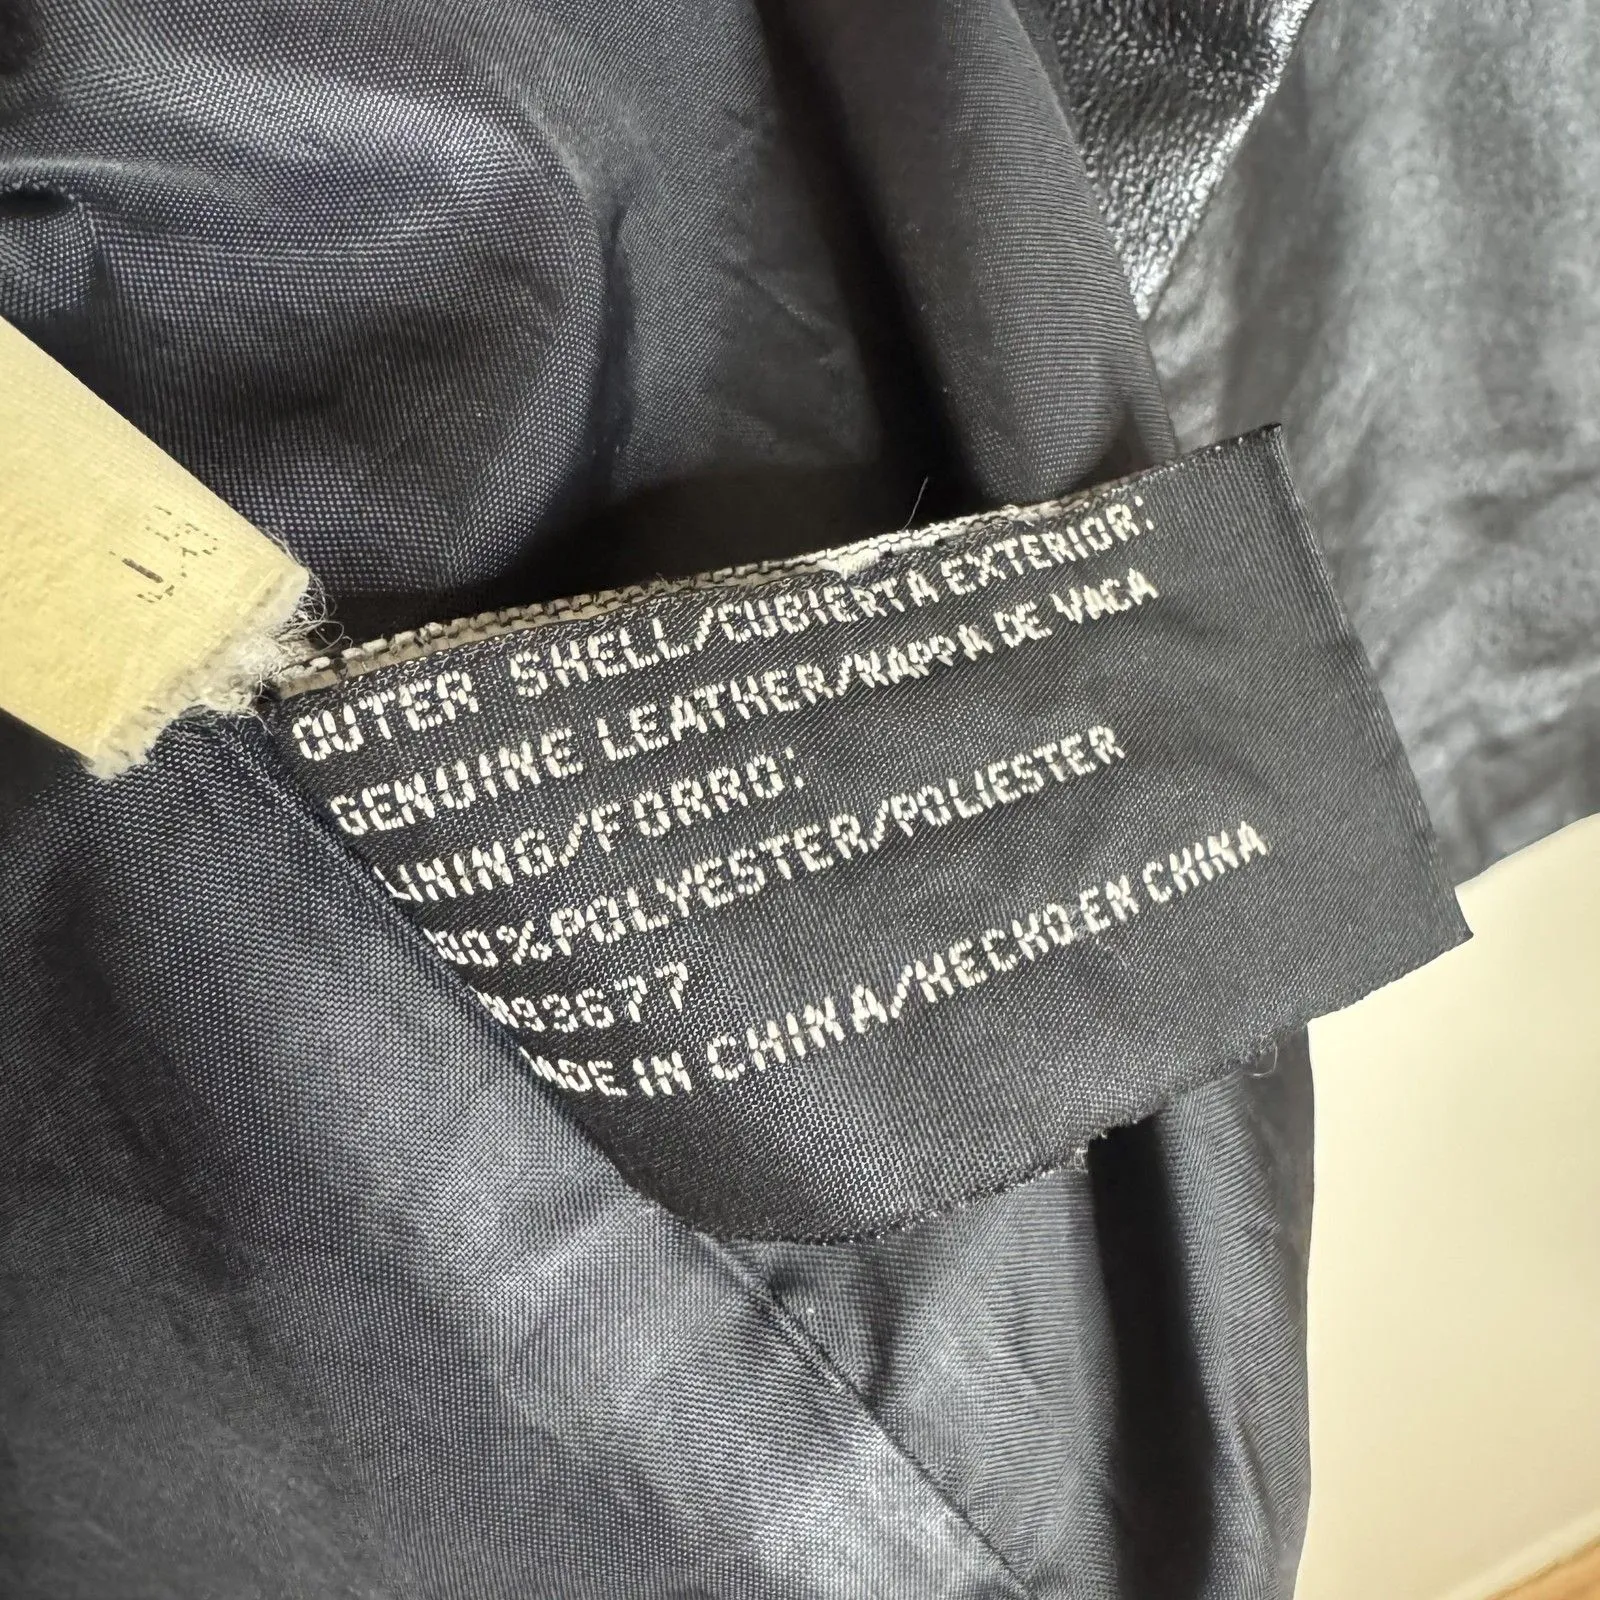 OUTER SHELL/CUBIERTA EXTERIOR:
GENUINE LEATHER/NAPPA DE VACA
LINING/FORRO:
100%POLYESTER/POLIESTER
93677
MADE IN CHINA/HECHO EN CHINA